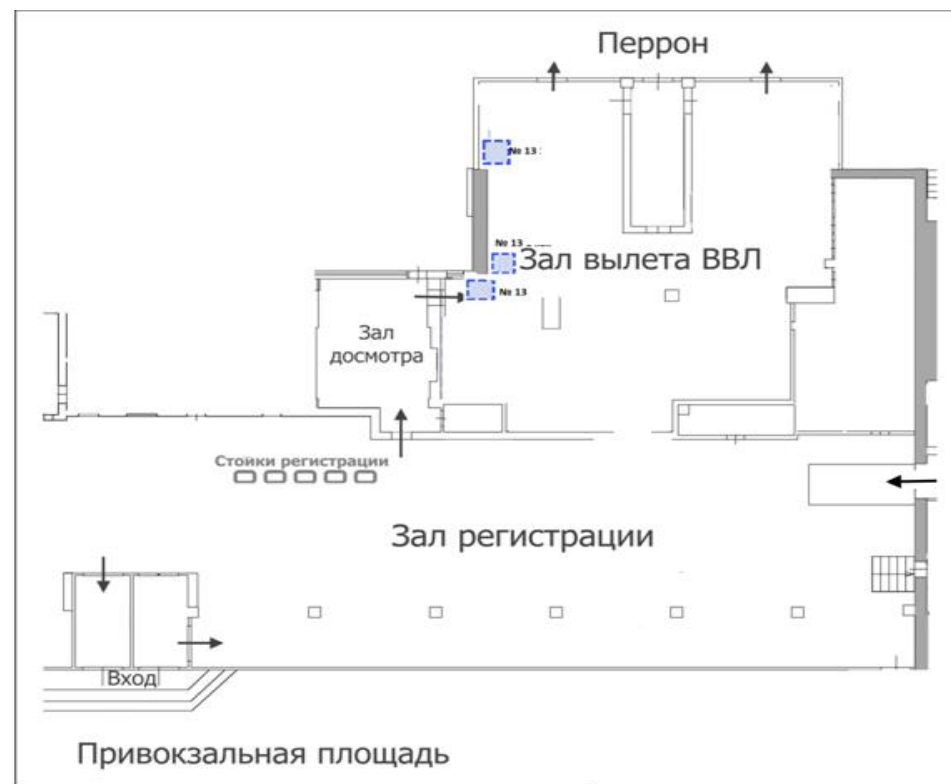 Перрон
№ 13
№ 13
Зал вылета ВВЛ
№ 13
Зал
досмотра
Стойки регистрации
Зал регистрации
Вход
Привокзальная площадь